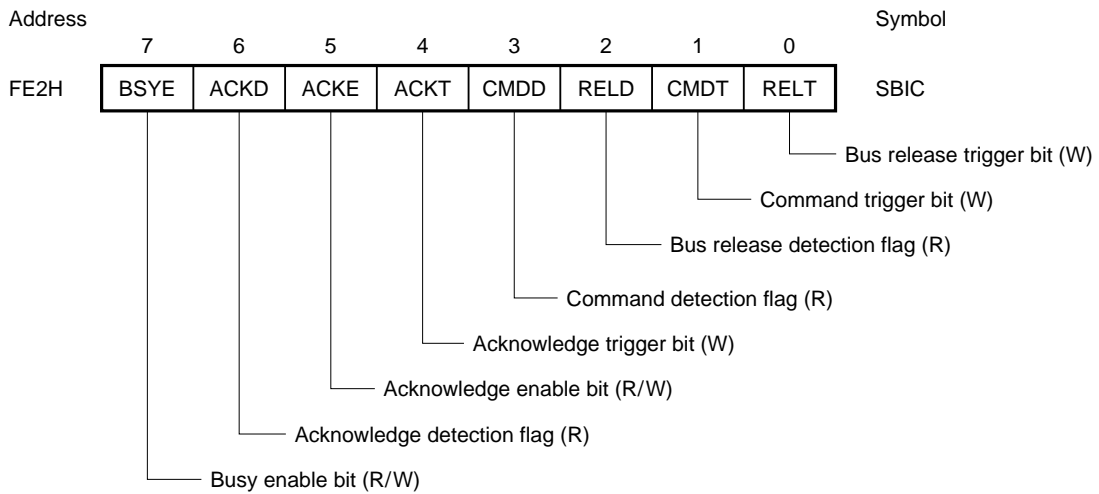 Address Symbol
7 6 5 4 3 2 1 0
FE2H BSYE ACKD ACKE ACKT CMDD RELD CMDT RELT SBIC
Bus release trigger bit (W)
Command trigger bit (W)
Bus release detection flag (R)
Command detection flag (R)
Acknowledge trigger bit (W)
Acknowledge enable bit (R/W)
Acknowledge detection flag (R)
Busy enable bit (R/W)